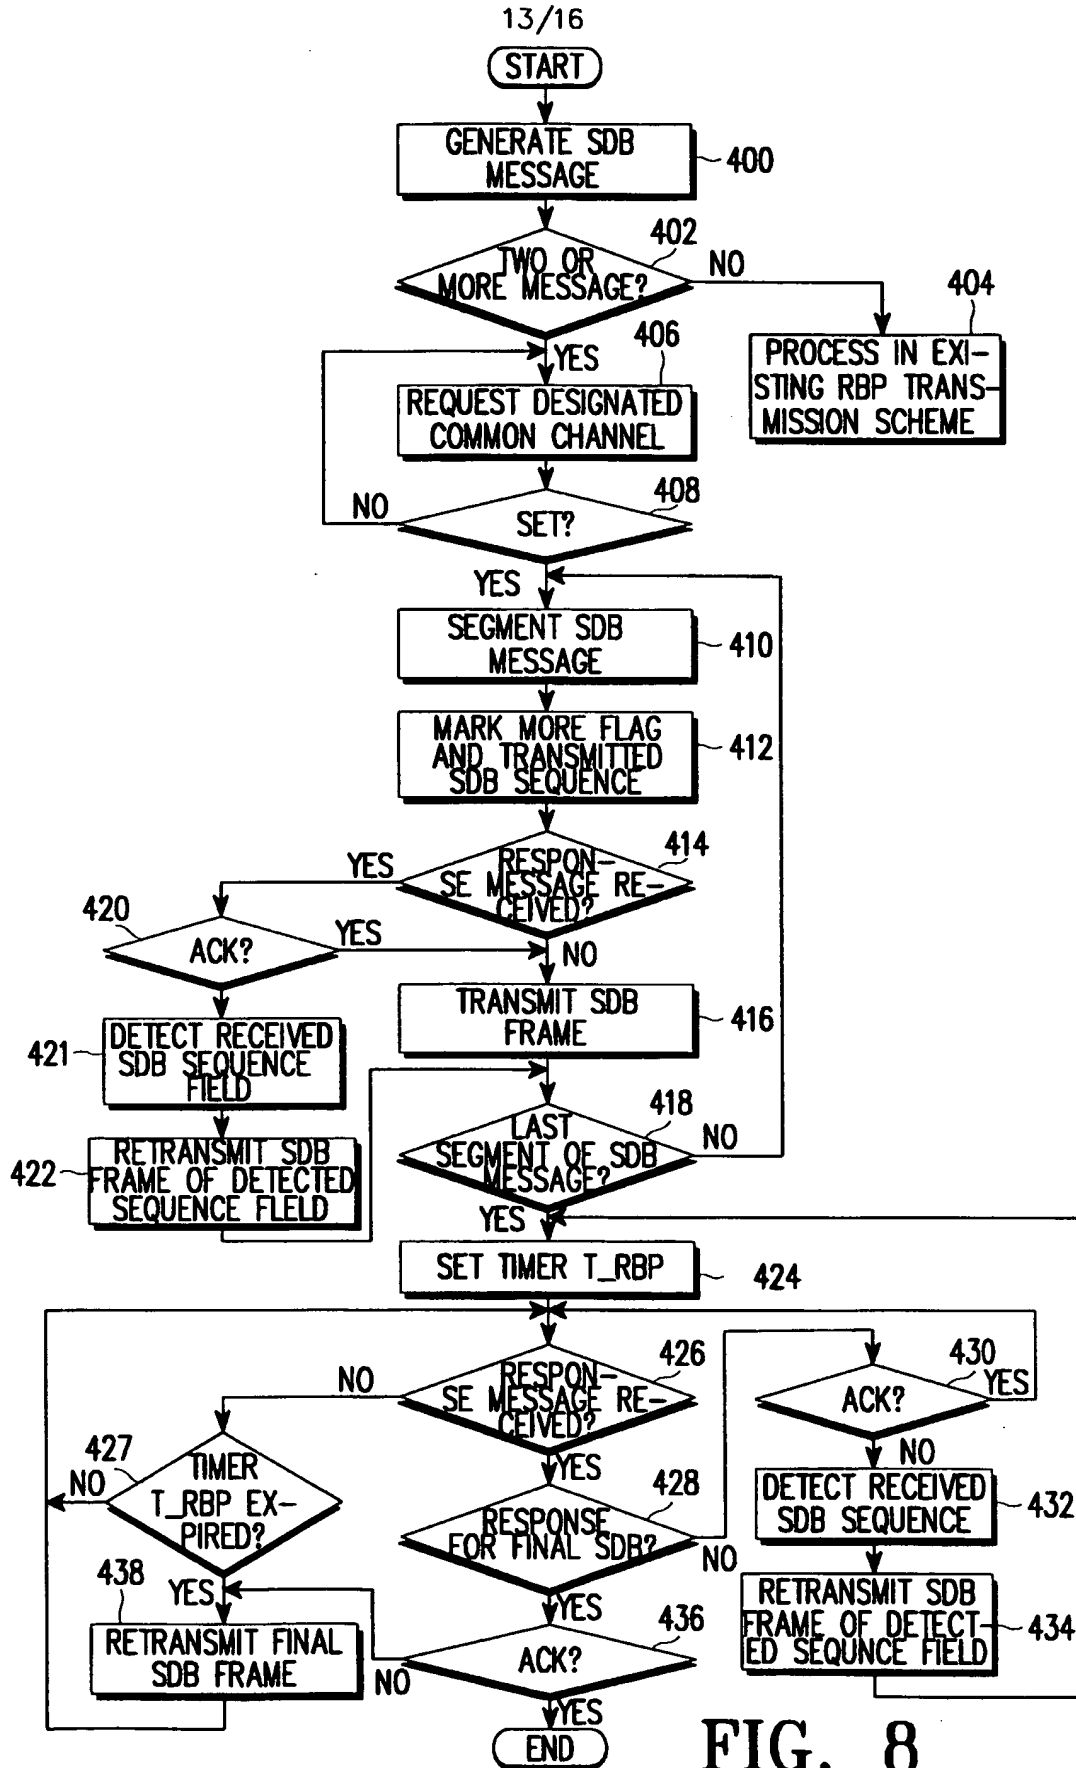 13/16
START
GENERATE SDB
MESSAGE
400
402
TWO OR
MORE MESSAGE?
NO
404
PROCESS IN EXI-
STING RBP TRANS-
MISSION SCHEME
YES
406
REQUEST DESIGNATED
COMMON CHANNEL
408
SET?
NO
YES
SEGMENT SDB
MESSAGE
410
MARK MORE FLAG
AND TRANSMITTED
SDB SEQUENCE
412
414
RESPON-
SE MESSAGE RE-
CEIVED?
YES
420
ACK?
YES
NO
TRANSMIT SDB
FRAME
416
421
DETECT RECEIVED
SDB SEQUENCE
FIELD
422
RETRANSMIT SDB
FRAME OF DETECTED
SEQUENCE FLELD
418
LAST
SEGMENT OF SDB
MESSAGE?
NO
YES
SET TIMER T_RBP
424
426
RESPON-
SE MESSAGE RE-
CEIVED?
NO
YES
430
ACK?
YES
NO
427
TIMER
T_RBP EX-
PIRED?
NO
YES
428
RESPONSE
FOR FINAL SDB?
NO
YES
DETECT RECEIVED
SDB SEQUENCE
432
438
RETRANSMIT FINAL
SDB FRAME
436
ACK?
NO
YES
RETRANSMIT SDB
FRAME OF DETECT-
ED SEQUNCE FIELD
434
END
FIG. 8